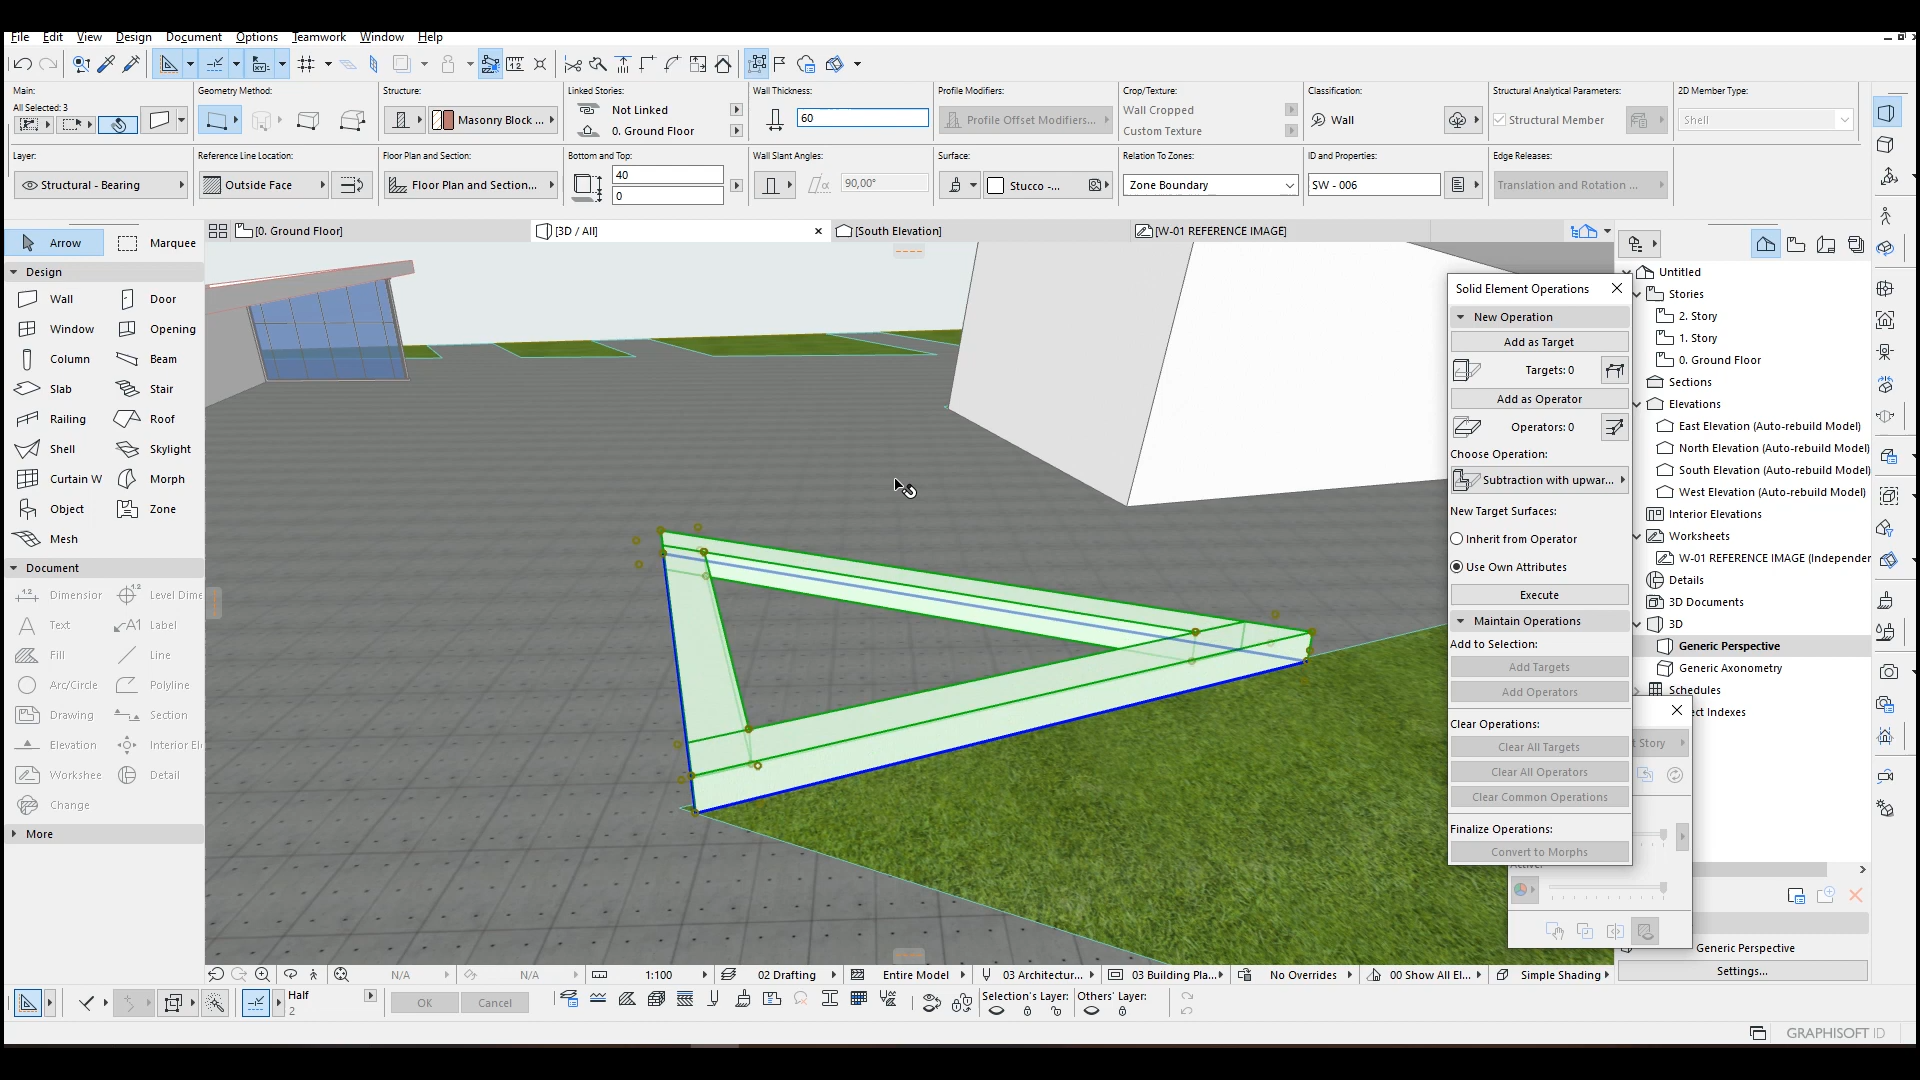 File Edit View Design Document Options Teamwork Window Help
Main:
All Selected: 3
Geometry Method:
Structure:
Masonry Block ...
Linked Stories:
Not Linked
0. Ground Floor
Wall Thickness:
60
Profile Modifiers:
Profile Offset Modifiers...
Crop/Texture:
Wall Cropped
Custom Texture
Classification:
Wall
Structural Analytical Parameters:
Structural Member
2D Member Type:
Shell
Layer:
Structural - Bearing
Reference Line Location:
Outside Face
Floor Plan and Section:
Floor Plan and Section...
Bottom and Top:
40
0
Wall Slant Angles:
90,00°
Surface:
Stucco -...
Relation To Zones:
Zone Boundary
ID and Properties:
SW - 006
Edge Releases:
Translation and Rotation ...
[0. Ground Floor]
[3D / All]
[South Elevation]
[W-01 REFERENCE IMAGE]
Arrow Marquee
Design
Wall Door
Window Opening
Column Beam
Slab Stair
Railing Roof
Shell Skylight
Curtain W Morph
Object Zone
Mesh
Document
Dimension Level Dime
Text Label
Fill Line
Arc/Circle Polyline
Drawing Section
Elevation Interior El
Workshee Detail
Change
More
Solid Element Operations
New Operation
Add as Target
Targets: 0
Add as Operator
Operators: 0
Choose Operation:
Subtraction with upwar...
New Target Surfaces:
Inherit from Operator
Use Own Attributes
Execute
Maintain Operations
Add to Selection:
Add Targets
Add Operators
Clear Operations:
Clear All Targets
Clear All Operators
Clear Common Operations
Finalize Operations:
Convert to Morphs
Untitled
Stories
2. Story
1. Story
0. Ground Floor
Sections
Elevations
East Elevation (Auto-rebuild Model)
North Elevation (Auto-rebuild Model)
South Elevation (Auto-rebuild Model)
West Elevation (Auto-rebuild Model)
Interior Elevations
Worksheets
W-01 REFERENCE IMAGE (Independen
Details
3D Documents
3D
Generic Perspective
Generic Axonometry
Schedules
ect Indexes
t Story
Generic Perspective
Settings...
N/A N/A 1:100 02 Drafting Entire Model 03 Architectur... 03 Building Pla... No Overrides 00 Show All El... Simple Shading
Half
2
OK Cancel
Selection's Layer: Others' Layer:
GRAPHISOFT ID